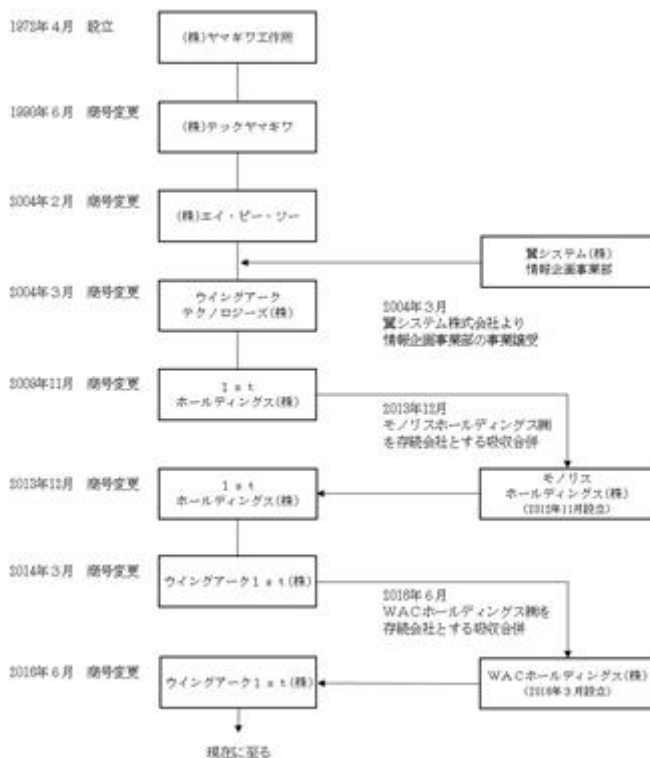 1972年4月 設立
(株)ヤマギワ工作所
1990年6月 商号変更
(株)テックヤマギワ
2004年2月 商号変更
(株)エイ・ピー・ツー
翼システム(株)
情報企画事業部
2004年3月 商号変更
ウイングアーク
テクノロジーズ(株)
2004年3月
翼システム株式会社より
情報企画事業部の事業譲受
2009年11月 商号変更
1st
ホールディングス(株)
2013年12月
モノリスホールディングス㈱
を存続会社とする吸収合併
2013年12月 商号変更
1st
ホールディングス(株)
モノリス
ホールディングス(株)
(2012年11月設立)
2014年3月 商号変更
ウイングアーク1st(株)
2016年6月
WACホールディングス㈱を
存続会社とする吸収合併
2016年6月 商号変更
ウイングアーク1st(株)
WACホールディングス(株)
(2016年3月設立)
現在に至る